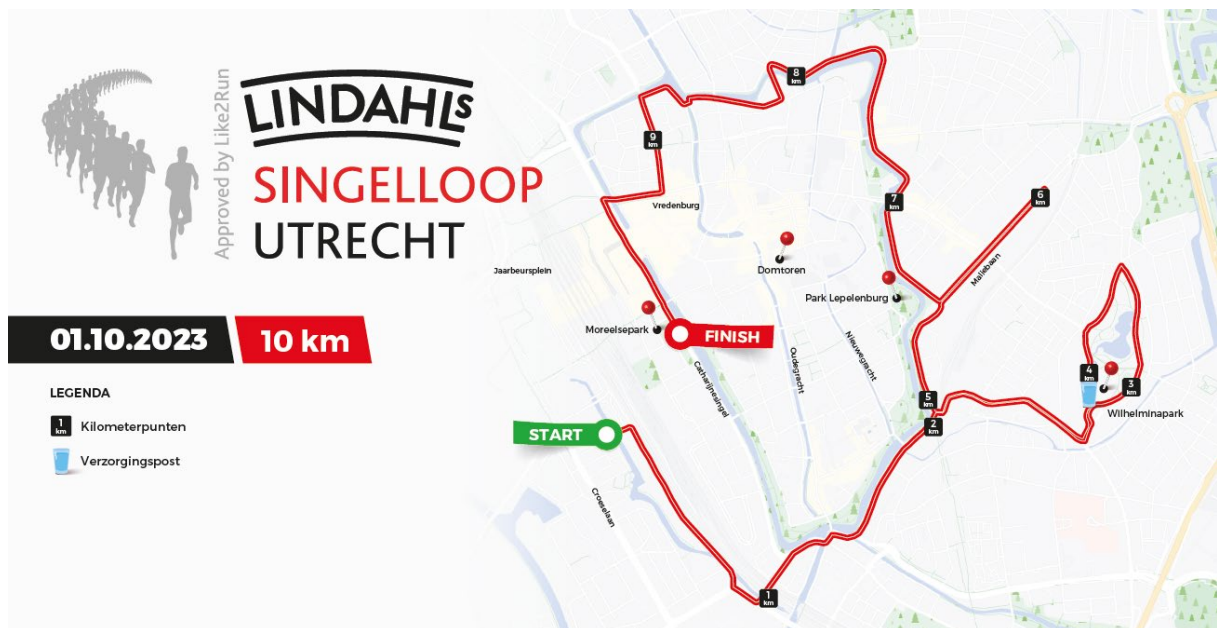 Approved by Like2Run
LINDAHLS
SINGELLOOP
UTRECHT
01.10.2023
10 km
LEGENDA
1 km
Kilometerpunten
Verzorgingspost
START
FINISH
1 km
2 km
3 km
4 km
5 km
6 km
7 km
8 km
9 km
Vredenburg
Jaarbeursplein
Domtoren
Park Lepelenburg
Moreelsepark
Maliebaan
Wilhelminapark
Catharijnesingel
Oudegracht
Nieuwegracht
Croeselaan